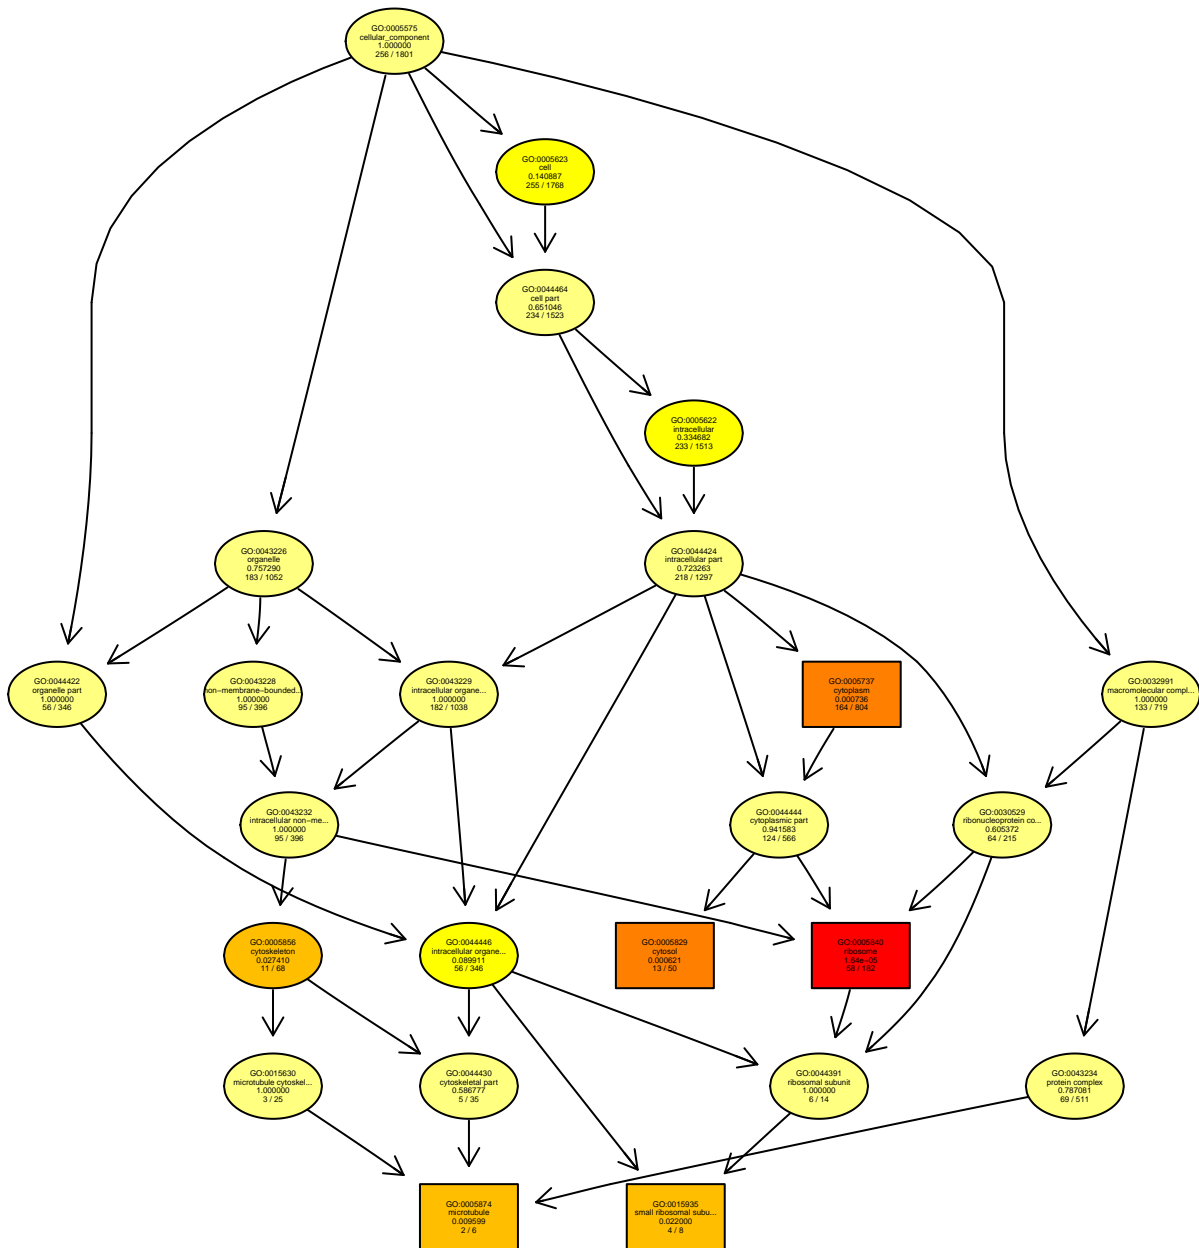 GO:0005575
cellular_component
1.000000
256 / 1801
GO:0005623
cell
0.140887
255 / 1768
GO:0044464
cell part
0.651046
234 / 1523
GO:0005622
intracellular
0.334682
233 / 1513
GO:0043226
organelle
0.757290
183 / 1052
GO:0044424
intracellular part
0.723263
218 / 1297
GO:0044422
organelle part
1.000000
56 / 346
GO:0043228
non−membrane−bounded...
1.000000
95 / 396
GO:0043229
intracellular organe...
1.000000
182 / 1038
GO:0005737
cytoplasm
0.000736
164 / 804
GO:0032991
macromolecular compl...
1.000000
133 / 719
GO:0043232
intracellular non−me...
1.000000
95 / 396
GO:0044444
cytoplasmic part
0.941583
124 / 566
GO:0030529
ribonucleoprotein co...
0.605372
64 / 215
GO:0005856
cytoskeleton
0.027410
11 / 68
GO:0044446
intracellular organe...
0.089911
56 / 346
GO:0005829
cytosol
0.000621
13 / 50
GO:0005840
ribosome
1.64e−05
58 / 182
GO:0015630
microtubule cytoskel...
1.000000
3 / 25
GO:0044430
cytoskeletal part
0.586777
5 / 35
GO:0044391
ribosomal subunit
1.000000
6 / 14
GO:0043234
protein complex
0.787081
69 / 511
GO:0005874
microtubule
0.009599
2 / 6
GO:0015935
small ribosomal subu...
0.022000
4 / 8